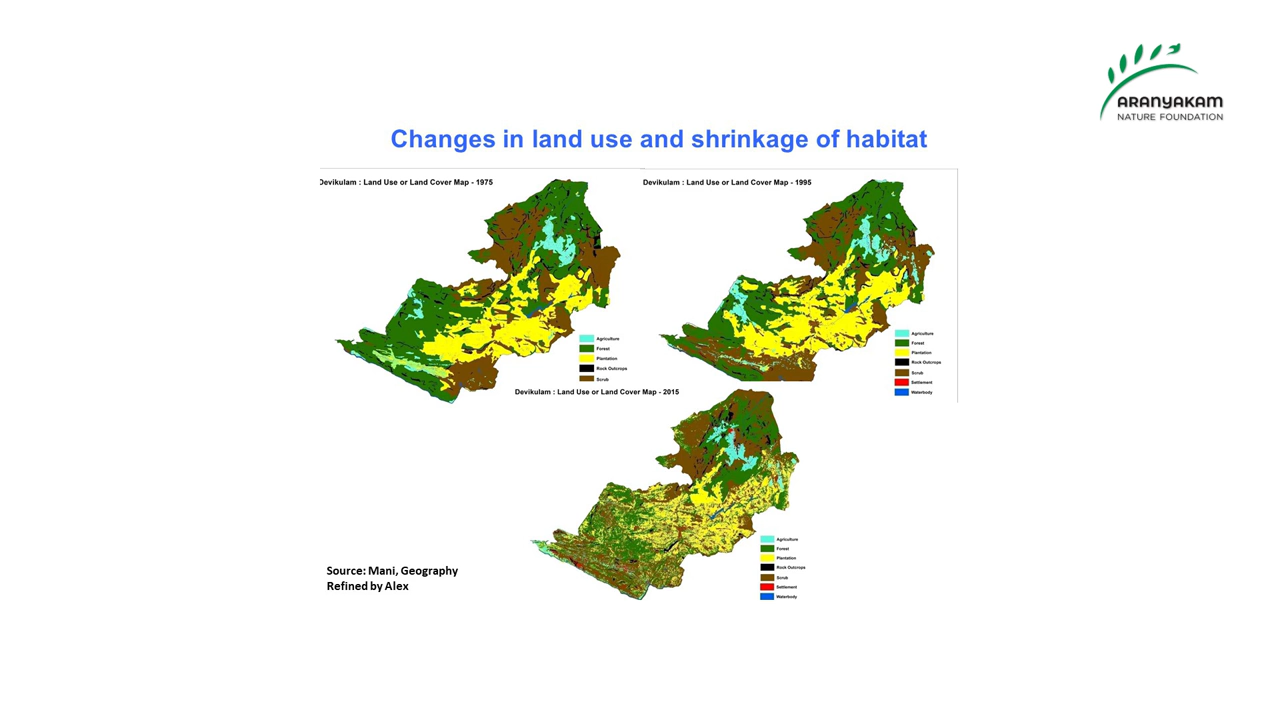 ARANYAKAM
NATURE FOUNDATION
Changes in land use and shrinkage of habitat
Devikulam : Land Use or Land Cover Map - 1975
Devikulam : Land Use or Land Cover Map - 1995
Agriculture
Forest
Plantation
Rock Outcrops
Scrub
Agriculture
Forest
Plantation
Rock Outcrops
Scrub
Settlement
Waterbody
Devikulam : Land Use or Land Cover Map - 2015
Agriculture
Forest
Plantation
Rock Outcrops
Scrub
Settlement
Waterbody
Source: Mani, Geography
Refined by Alex